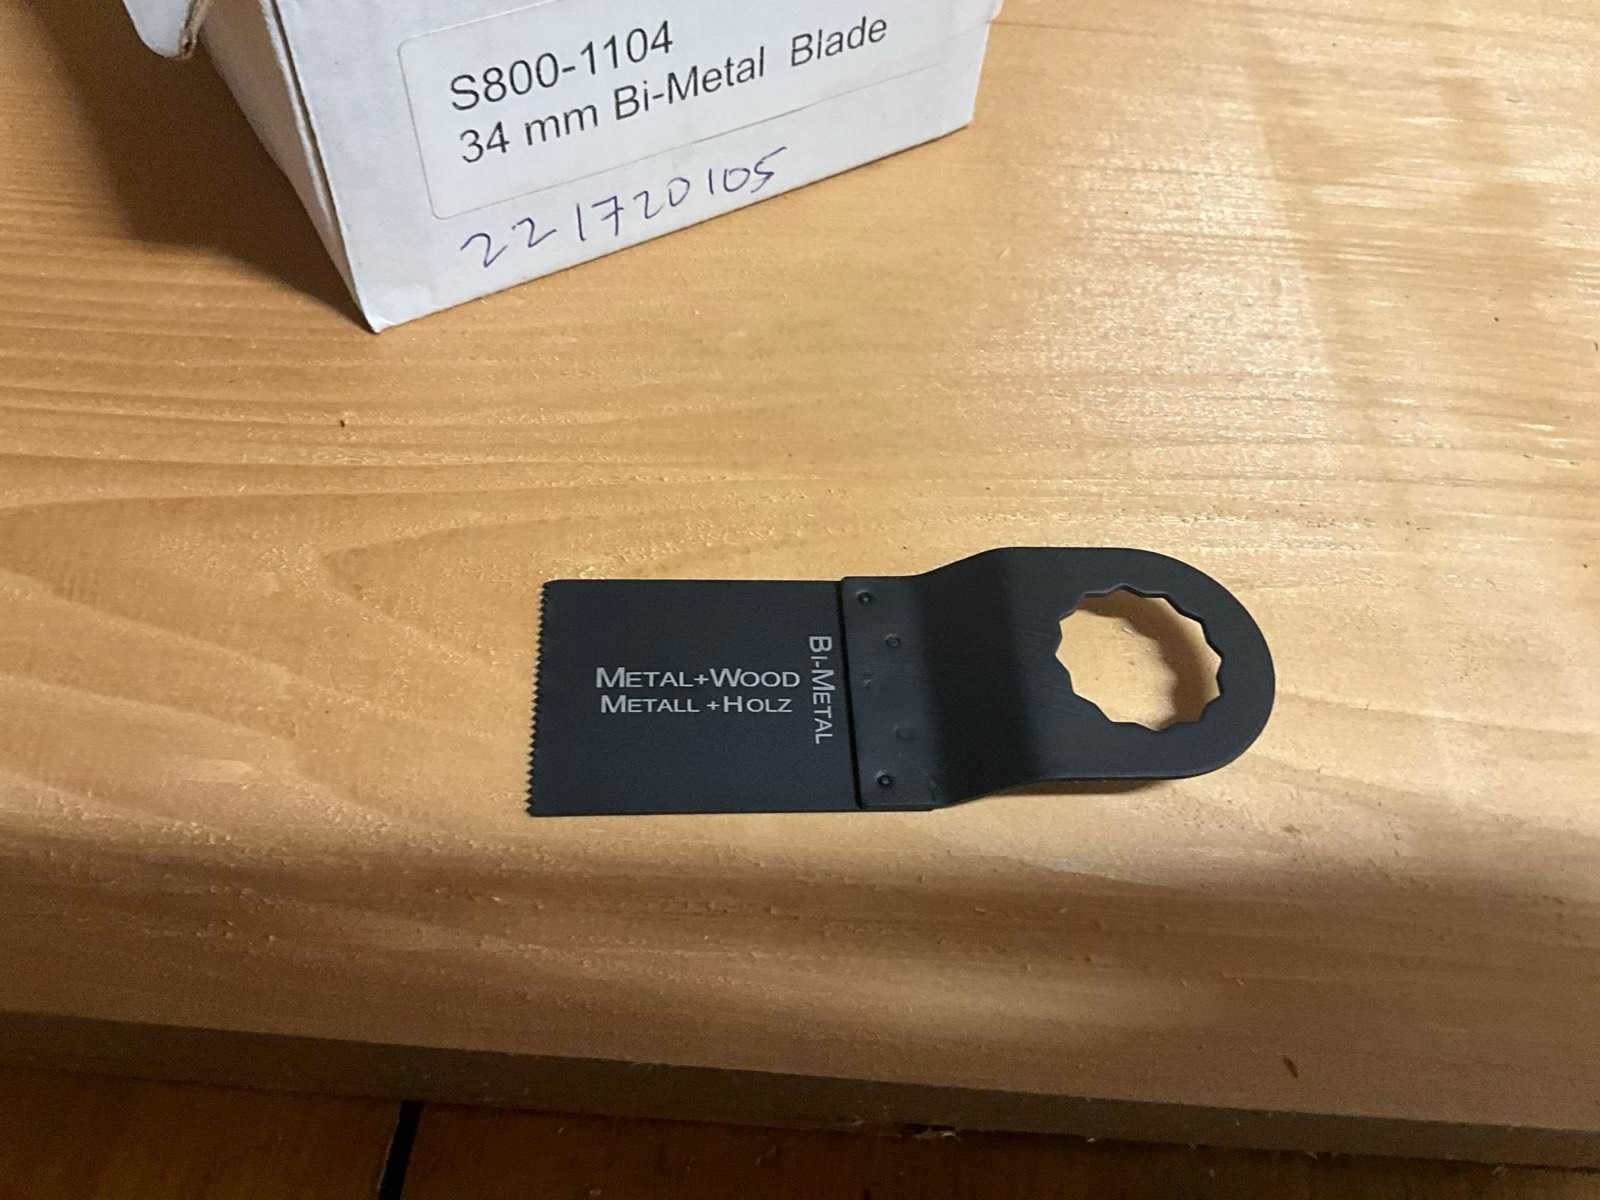 S800-1104
34 mm Bi-Metal Blade
221720105
METAL+WOOD
METALL+HOLZ
BI-METAL